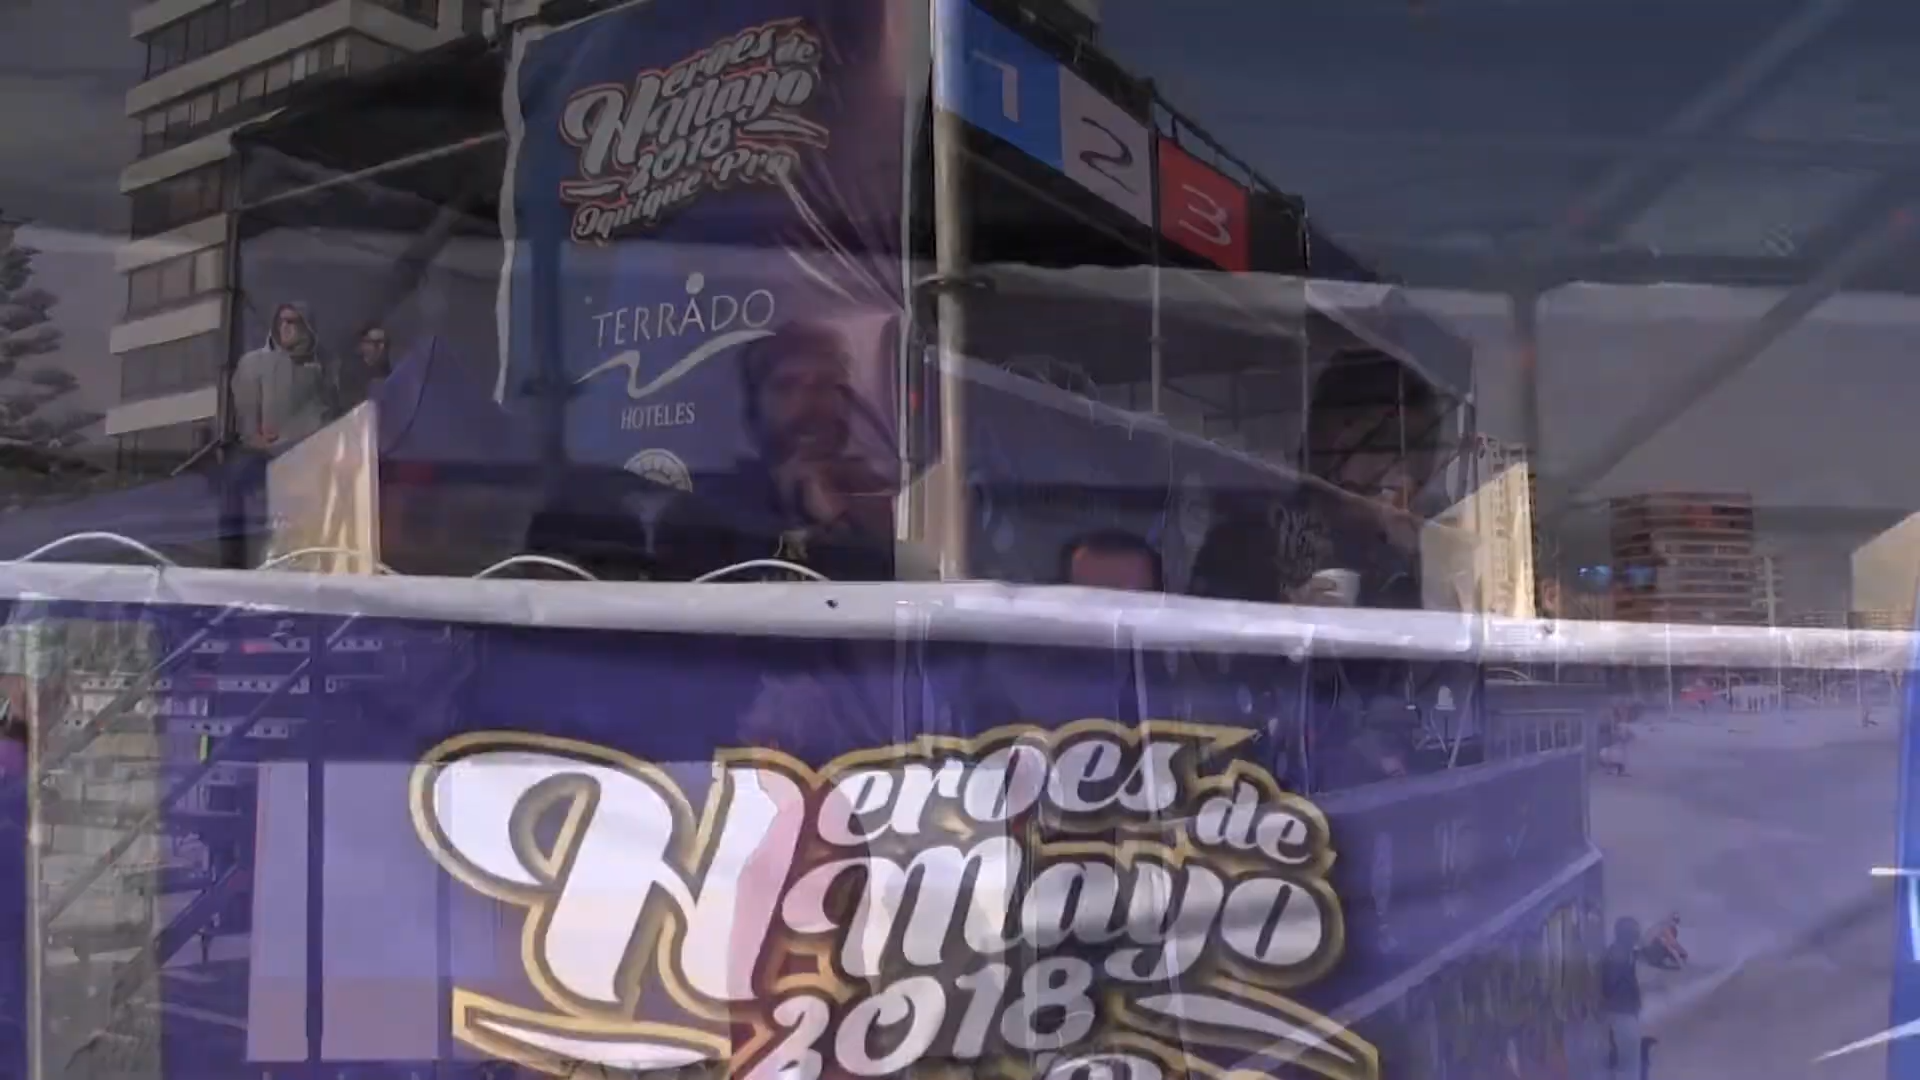 Heroes de
Mayo
2018
Iquique Pro
TERRADO
HOTELES
1
2
3
Heroes de
Mayo
2018